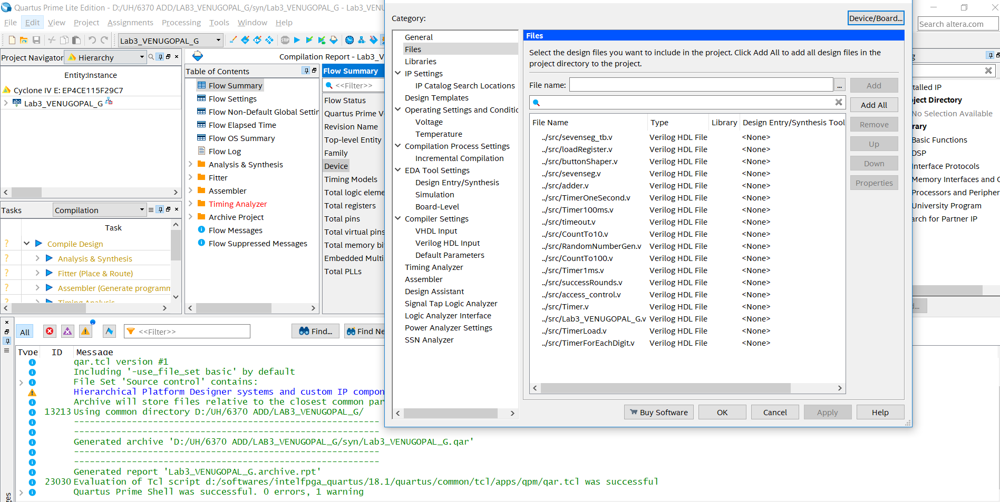 Quartus Prime Lite Edition - D:/UH/6370 ADD/LAB3_VENUGOPAL_G/syn/Lab3_VENUGOPAL_G - Lab3_VENU
File Edit View Project Assignments Processing Tools Window Help
Search altera.com
Lab3_VENUGOPAL_G
STOP
Project Navigator
Hierarchy
Entity:Instance
Cyclone IV E: EP4CE115F29C7
abc
Lab3_VENUGOPAL_G
Tasks
Compilation
Task
? Compile Design
? Analysis & Synthesis
? Fitter (Place & Route)
? Assembler (Generate programm
? Timing Analysis
Compilation Report - Lab3_V
Table of Contents
Flow Summary
Flow Settings
Flow Non-Default Global Settin
Flow Elapsed Time
Flow OS Summary
Flow Log
Analysis & Synthesis
Fitter
Assembler
Timing Analyzer
Archive Project
Flow Messages
Flow Suppressed Messages
Flow Summary
<<Filter>>
Flow Status
Quartus Prime V
Revision Name
Top-level Entity
Family
Device
Timing Models
Total logic eleme
Total registers
Total pins
Total virtual pins
Total memory bi
Embedded Multi
Total PLLs
Category:
Device/Board...
General
Files
Libraries
IP Settings
IP Catalog Search Locations
Design Templates
Operating Settings and Conditio
Voltage
Temperature
Compilation Process Settings
Incremental Compilation
EDA Tool Settings
Design Entry/Synthesis
Simulation
Board-Level
Compiler Settings
VHDL Input
Verilog HDL Input
Default Parameters
Timing Analyzer
Assembler
Design Assistant
Signal Tap Logic Analyzer
Logic Analyzer Interface
Power Analyzer Settings
SSN Analyzer
Files
Select the design files you want to include in the project. Click Add All to add all design files in the
project directory to the project.
File name: ... Add
Add All
Remove
Up
Down
Properties
File Name Type Library Design Entry/Synthesis Tool
../src/sevenseg_tb.v Verilog HDL File <None>
../src/loadRegister.v Verilog HDL File <None>
../src/buttonShaper.v Verilog HDL File <None>
../src/sevenseg.v Verilog HDL File <None>
../src/adder.v Verilog HDL File <None>
../src/TimerOneSecond.v Verilog HDL File <None>
../src/Timer100ms.v Verilog HDL File <None>
../src/timeout.v Verilog HDL File <None>
../src/CountTo10.v Verilog HDL File <None>
../src/RandomNumberGen.v Verilog HDL File <None>
../src/CountTo100.v Verilog HDL File <None>
../src/Timer1ms.v Verilog HDL File <None>
../src/successRounds.v Verilog HDL File <None>
../src/access_control.v Verilog HDL File <None>
../src/Timer.v Verilog HDL File <None>
../src/Lab3_VENUGOPAL_G.v Verilog HDL File <None>
../src/TimerLoad.v Verilog HDL File <None>
../src/TimerForEachDigit.v Verilog HDL File <None>
Buy Software OK Cancel Apply Help
g
talled IP
ject Directory
No Selection Available
rary
Basic Functions
DSP
Interface Protocols
Memory Interfaces and C
Processors and Peripher
University Program
arch for Partner IP
d...
All
<<Filter>>
Find...
Find Ne
Type ID Message
qar.tcl version #1
Including '-use_file_set basic' by default
File Set 'Source control' contains:
Hierarchical Platform Designer systems and custom IP compon
Archive will store files relative to the closest common par
13213 Using common directory D:/UH/6370 ADD/LAB3_VENUGOPAL_G/
----------------------------------------------------------
----------------------------------------------------------
Generated archive 'D:/UH/6370 ADD/LAB3_VENUGOPAL_G/syn/Lab3_VENUGOPAL_G.qar'
----------------------------------------------------------
----------------------------------------------------------
Generated report 'Lab3_VENUGOPAL_G.archive.rpt'
23030 Evaluation of Tcl script d:/softwares/intelfpga_quartus/18.1/quartus/common/tcl/apps/qpm/qar.tcl was successful
Quartus Prime Shell was successful. 0 errors, 1 warning
ges